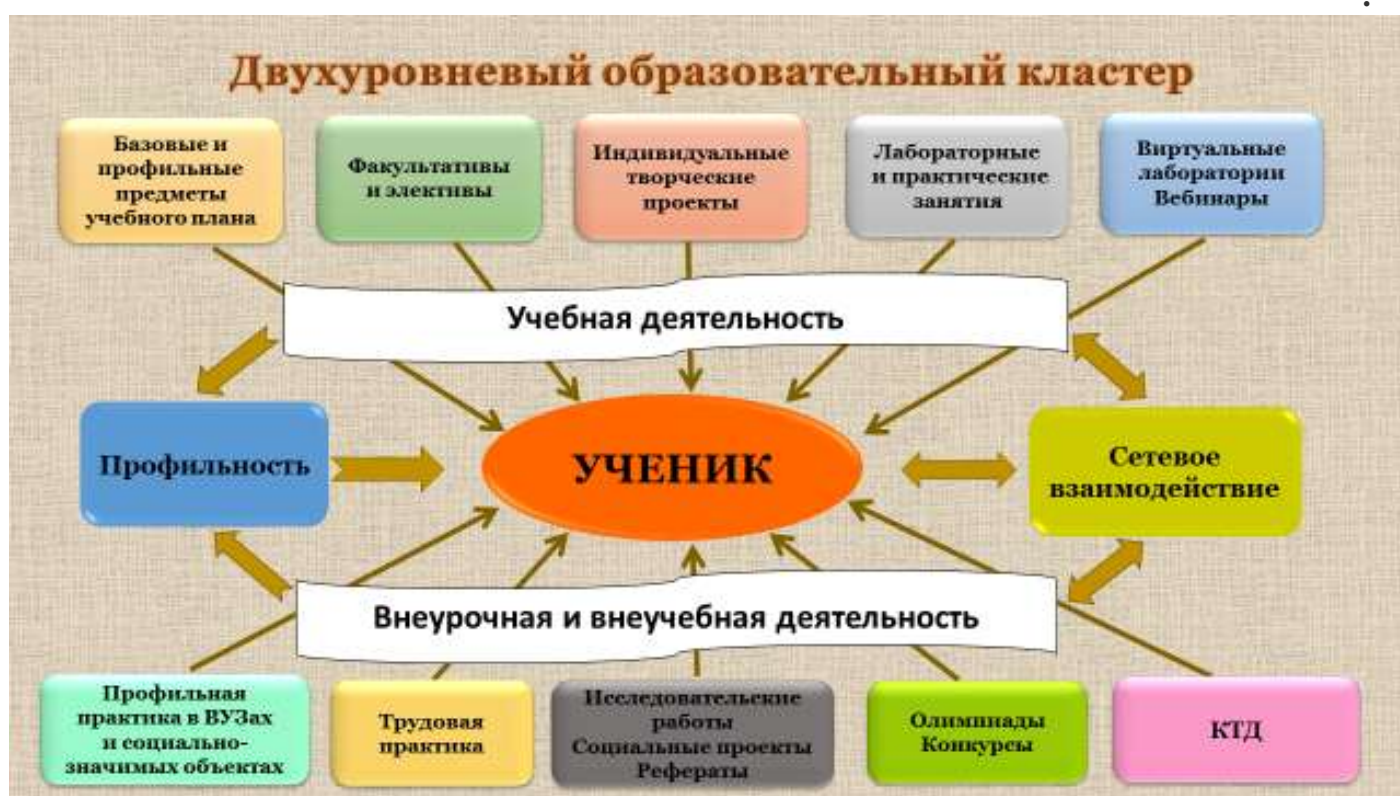 Двухуровневый образовательный кластер
Базовые и
профильные
предметы
учебного плана
Факультативы
и элективы
Индивидуальные
творческие
проекты
Лабораторные
и практические
занятия
Виртуальные
лаборатории
Вебинары
Учебная деятельность
Профильность
УЧЕНИК
Сетевое
взаимодействие
Внеурочная и внеучебная деятельность
Профильная
практика в ВУЗах
и социально-
значимых объектах
Трудовая
практика
Исследовательские
работы
Социальные проекты
Рефераты
Олимпиады
Конкурсы
КТД